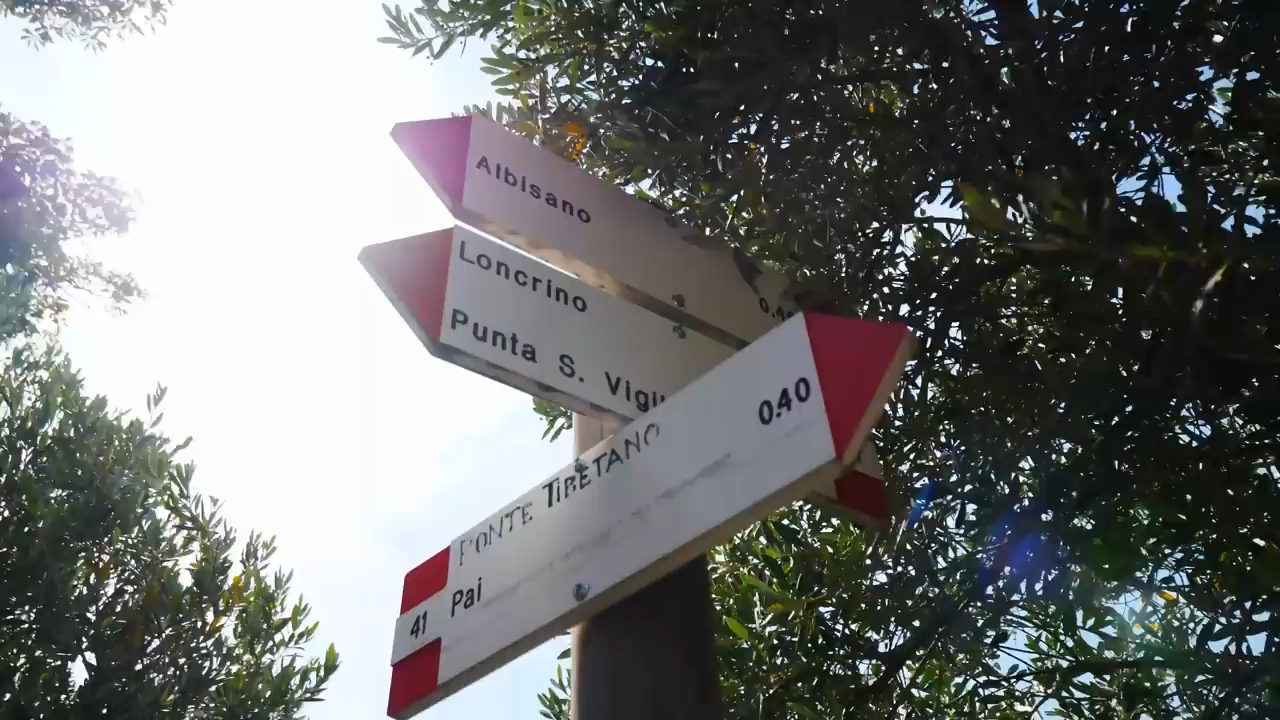 Albisano
Loncrino
Punta S.
0.40
PONTE TIBETANO
Pai
41